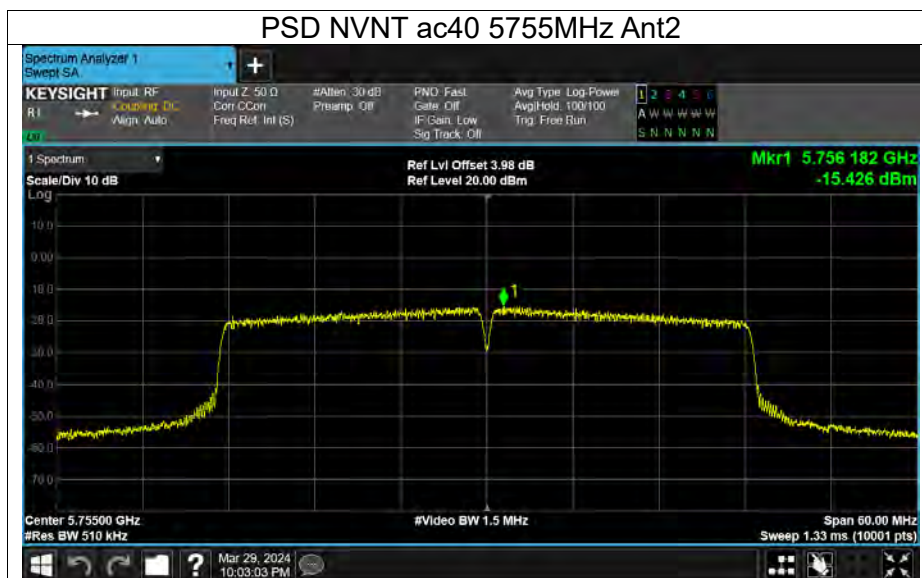 PSD NVNT ac40 5755MHz Ant2
Spectrum Analyzer 1
Swept SA
+
KEYSIGHT Input: RF Input Z: 50 Ω #Atten: 30 dB PNO: Fast Avg Type: Log-Power 1 2 3 4 5 6
R L Coupling: DC Corr CCorr Preamp: Off Gate: Off Avg|Hold: 100/100 A W W W W W
Align: Auto Freq Ref: Int (S) IF Gain: Low Trig: Free Run S N N N N N
Sig Track: Off
1 Spectrum
Scale/Div 10 dB
Ref Lvl Offset 3.98 dB
Ref Level 20.00 dBm
Mkr1 5.756 182 GHz
-15.426 dBm
Log
10.0
0.00
-10.0
1
-20.0
-30.0
-40.0
-50.0
-60.0
-70.0
Center 5.75500 GHz #Video BW 1.5 MHz Span 60.00 MHz
#Res BW 510 kHz Sweep 1.33 ms (10001 pts)
? Mar 29, 2024
10:03:03 PM